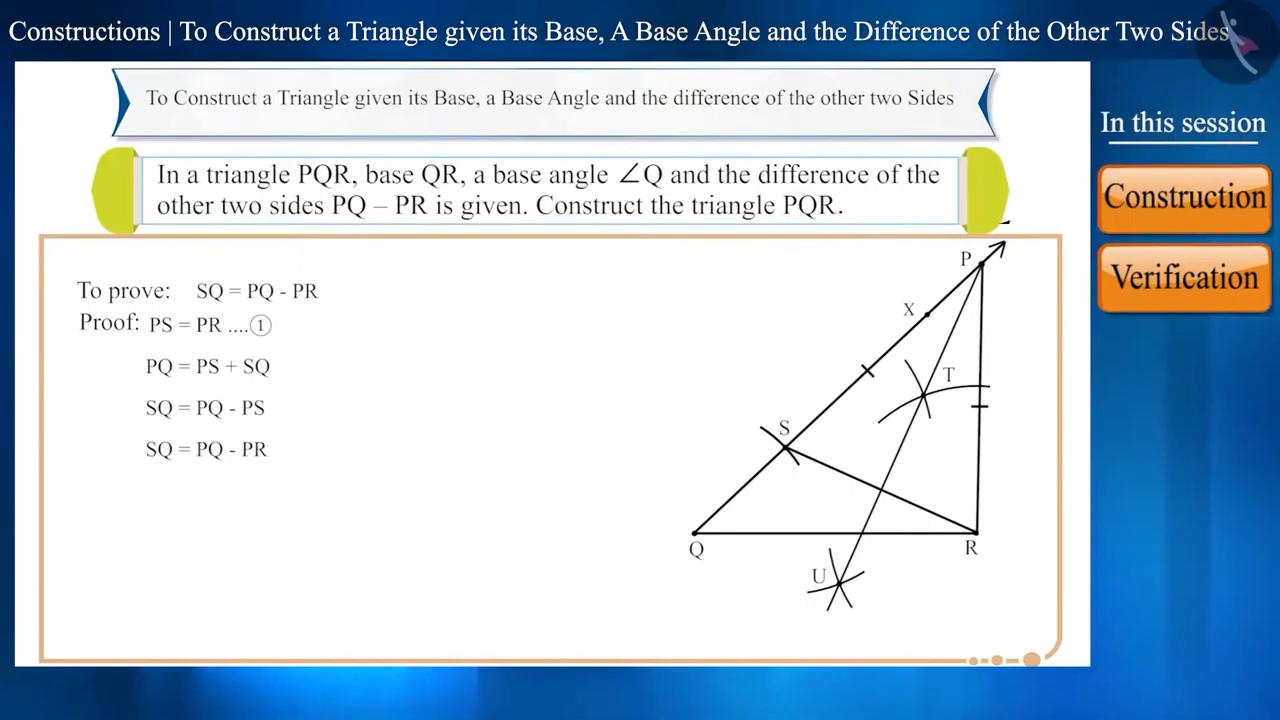 Constructions | To Construct a Triangle given its Base, A Base Angle and the Difference of the Other Two Sides
To Construct a Triangle given its Base, a Base Angle and the difference of the other two Sides
In this session
In a triangle PQR, base QR, a base angle ∠Q and the difference of the
other two sides PQ – PR is given. Construct the triangle PQR.
Construction
Verification
To prove: SQ = PQ - PR
Proof: PS = PR ....①
PQ = PS + SQ
SQ = PQ - PS
SQ = PQ - PR
P
X
T
S
Q
R
U